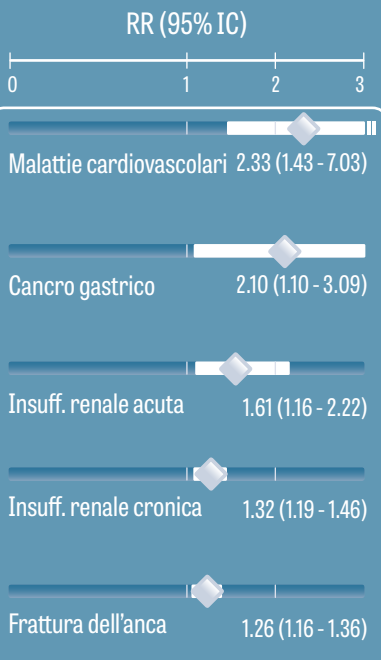 RR (95% IC)
0 1 2 3
Malattie cardiovascolari 2.33 (1.43 - 7.03)
Cancro gastrico 2.10 (1.10 - 3.09)
Insuff. renale acuta 1.61 (1.16 - 2.22)
Insuff. renale cronica 1.32 (1.19 - 1.46)
Frattura dell'anca 1.26 (1.16 - 1.36)